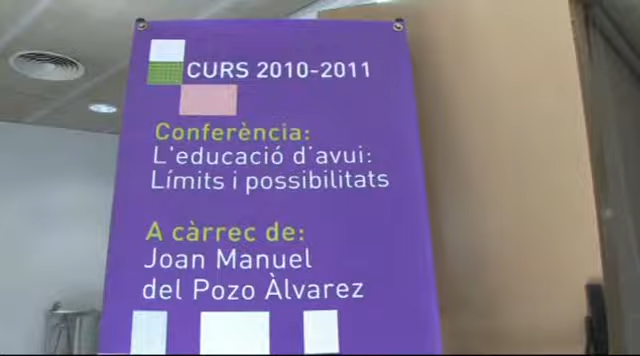 CURS 2010-2011
Conferència:
L'educació d'avui:
Límits i possibilitats
A càrrec de:
Joan Manuel
del Pozo Àlvarez